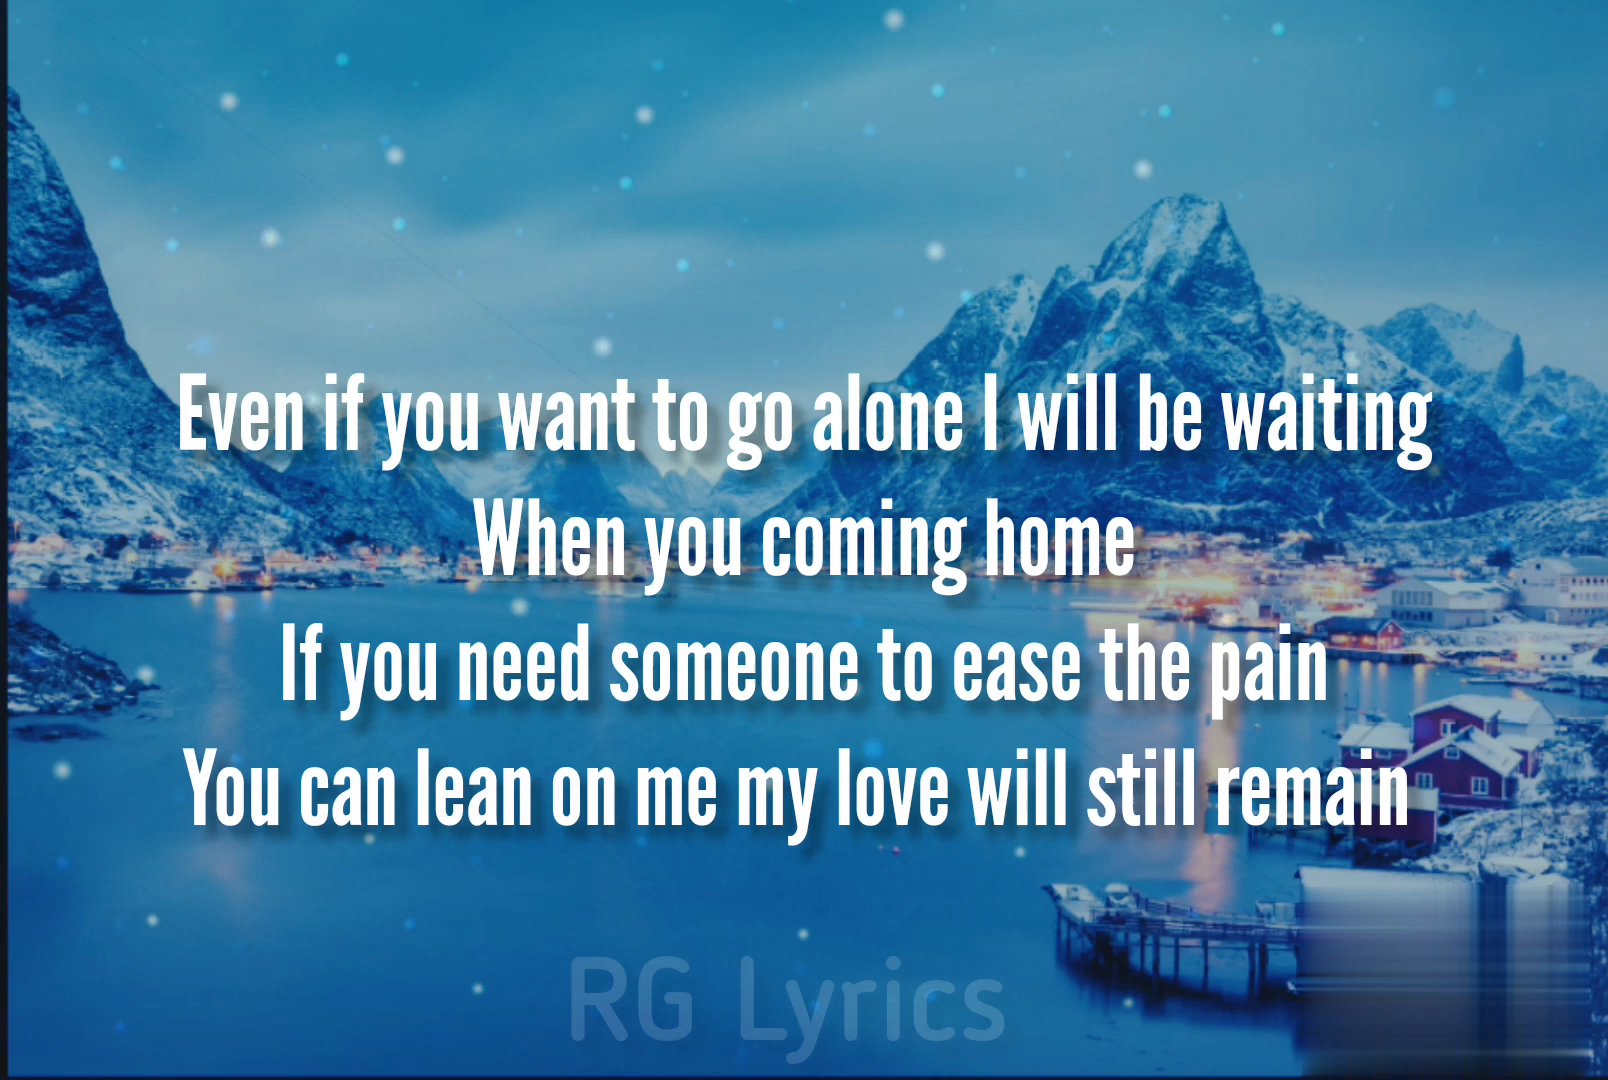 Even if you want to go alone I will be waiting
When you coming home
If you need someone to ease the pain
You can lean on me my love will still remain
RG Lyrics